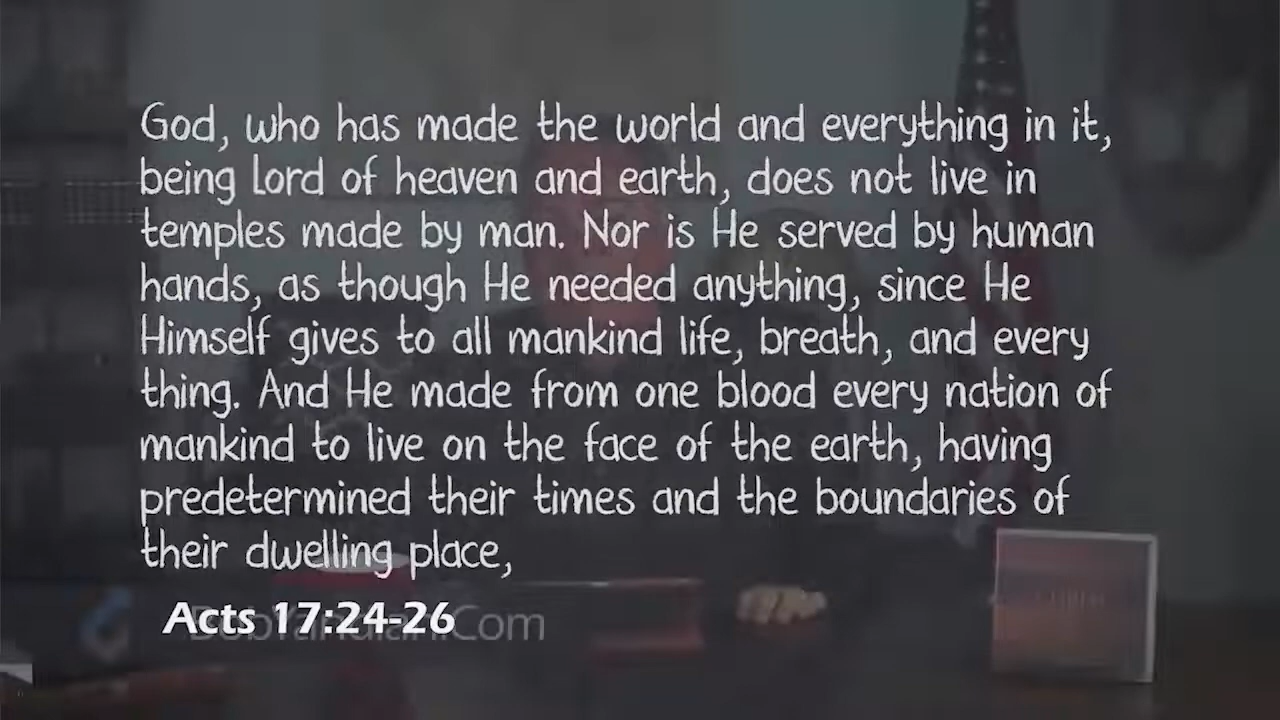 God, who has made the world and everything in it,
being Lord of heaven and earth, does not live in
temples made by man. Nor is He served by human
hands, as though He needed anything, since He
Himself gives to all mankind life, breath, and every
thing. And He made from one blood every nation of
mankind to live on the face of the earth, having
predetermined their times and the boundaries of
their dwelling place,
Acts 17:24-26